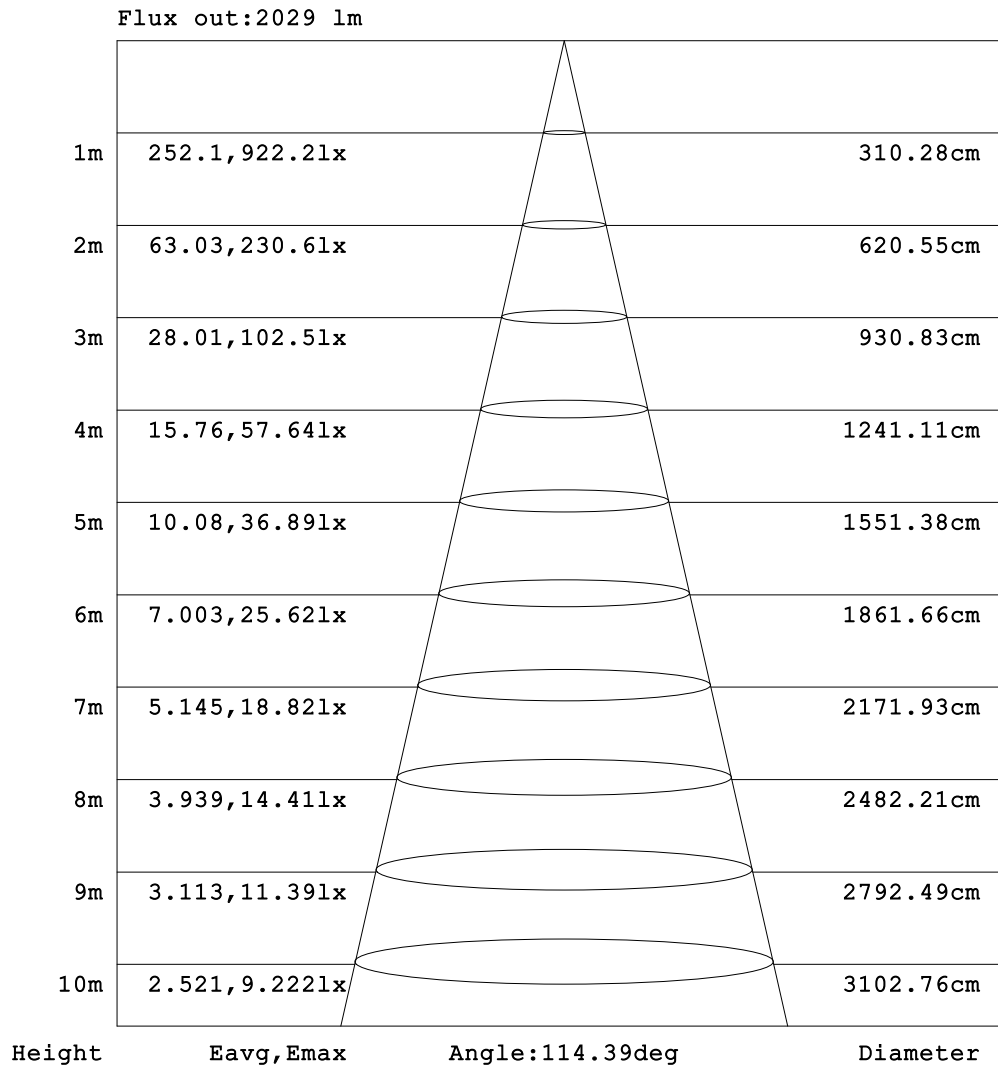 Flux out:2029 lm
1m 252.1,922.2lx 310.28cm
2m 63.03,230.6lx 620.55cm
3m 28.01,102.5lx 930.83cm
4m 15.76,57.64lx 1241.11cm
5m 10.08,36.89lx 1551.38cm
6m 7.003,25.62lx 1861.66cm
7m 5.145,18.82lx 2171.93cm
8m 3.939,14.41lx 2482.21cm
9m 3.113,11.39lx 2792.49cm
10m 2.521,9.222lx 3102.76cm
Height Eavg,Emax Angle:114.39deg Diameter